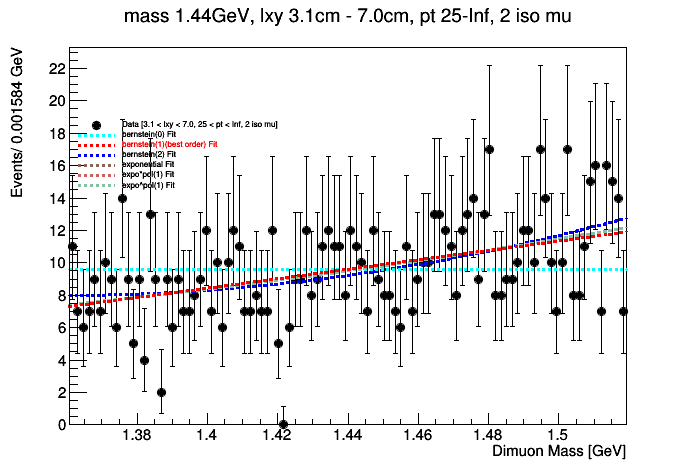 mass 1.44GeV, lxy 3.1cm - 7.0cm, pt 25-Inf, 2 iso mu
Events/ 0.001584 GeV
22
20
18
16
14
12
10
8
6
4
2
0
Data [3.1 < lxy < 7.0, 25 < pt < Inf, 2 iso mu]
bernstein(0) Fit
bernstein(1)(best order) Fit
bernstein(2) Fit
exponential Fit
expo*pol(1) Fit
expo*pol(1) Fit
1.38
1.4
1.42
1.44
1.46
1.48
1.5
Dimuon Mass [GeV]